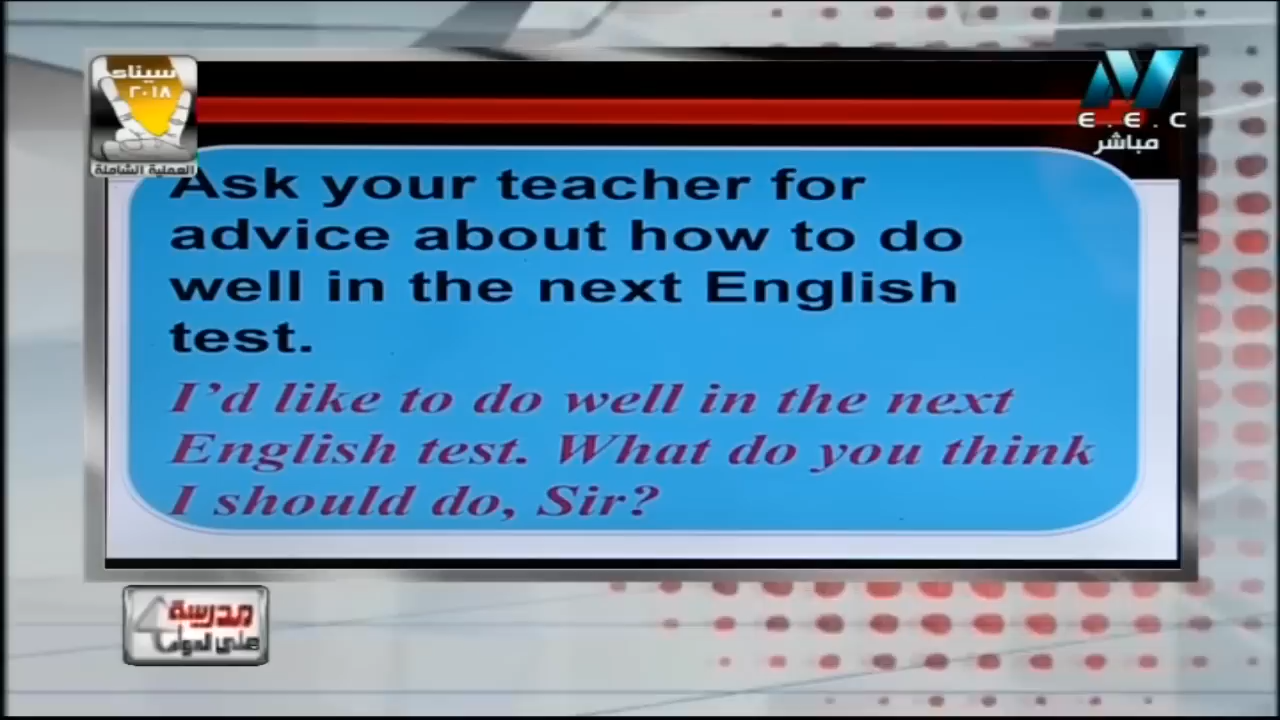 سيناء
٢٠١٨
العملية الشاملة
E.E.C
مباشر
Ask your teacher for
advice about how to do
well in the next English
test.
I'd like to do well in the next
English test. What do you think
I should do, Sir?
مدرسة
على الهواء
4